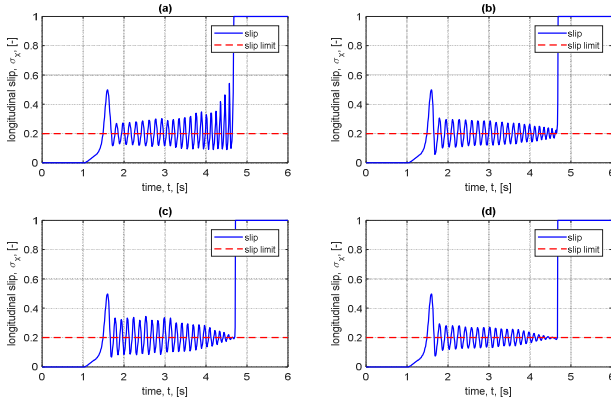 (a)
longitudinal slip, σx, [-]
1
0.8
0.6
0.4
0.2
0
0 1 2 3 4 5 6
time, t, [s]
slip
slip limit
(b)
longitudinal slip, σx, [-]
1
0.8
0.6
0.4
0.2
0
0 1 2 3 4 5 6
time, t, [s]
slip
slip limit
(c)
longitudinal slip, σx, [-]
1
0.8
0.6
0.4
0.2
0
0 1 2 3 4 5 6
time, t, [s]
slip
slip limit
(d)
longitudinal slip, σx, [-]
1
0.8
0.6
0.4
0.2
0
0 1 2 3 4 5 6
time, t, [s]
slip
slip limit